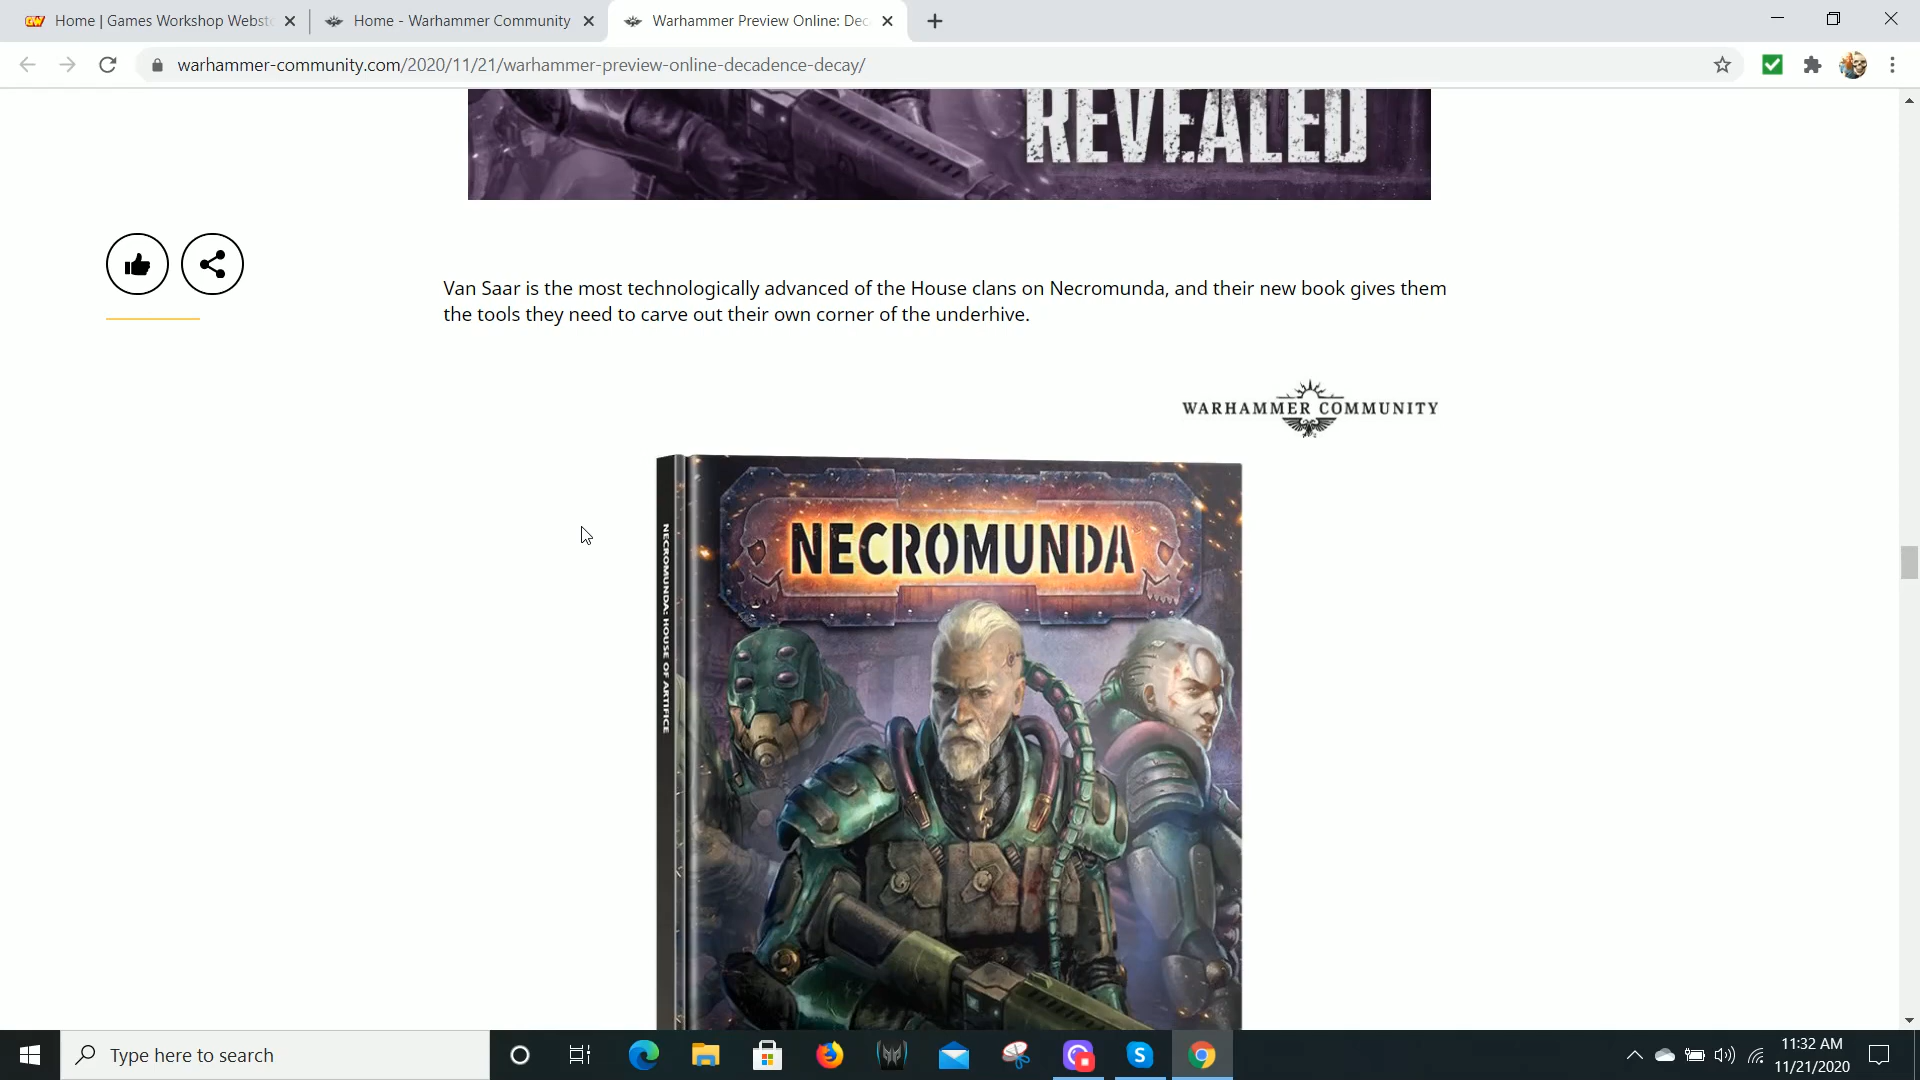 Home | Games Workshop Webst
Home - Warhammer Community
Warhammer Preview Online: Dec
warhammer-community.com/2020/11/21/warhammer-preview-online-decadence-decay/
REVEALED
Van Saar is the most technologically advanced of the House clans on Necromunda, and their new book gives them
the tools they need to carve out their own corner of the underhive.
WARHAMMER COMMUNITY
NECROMUNDA
NECROMUNDA: HOUSE OF ARTIFICE
Type here to search
11:32 AM
11/21/2020